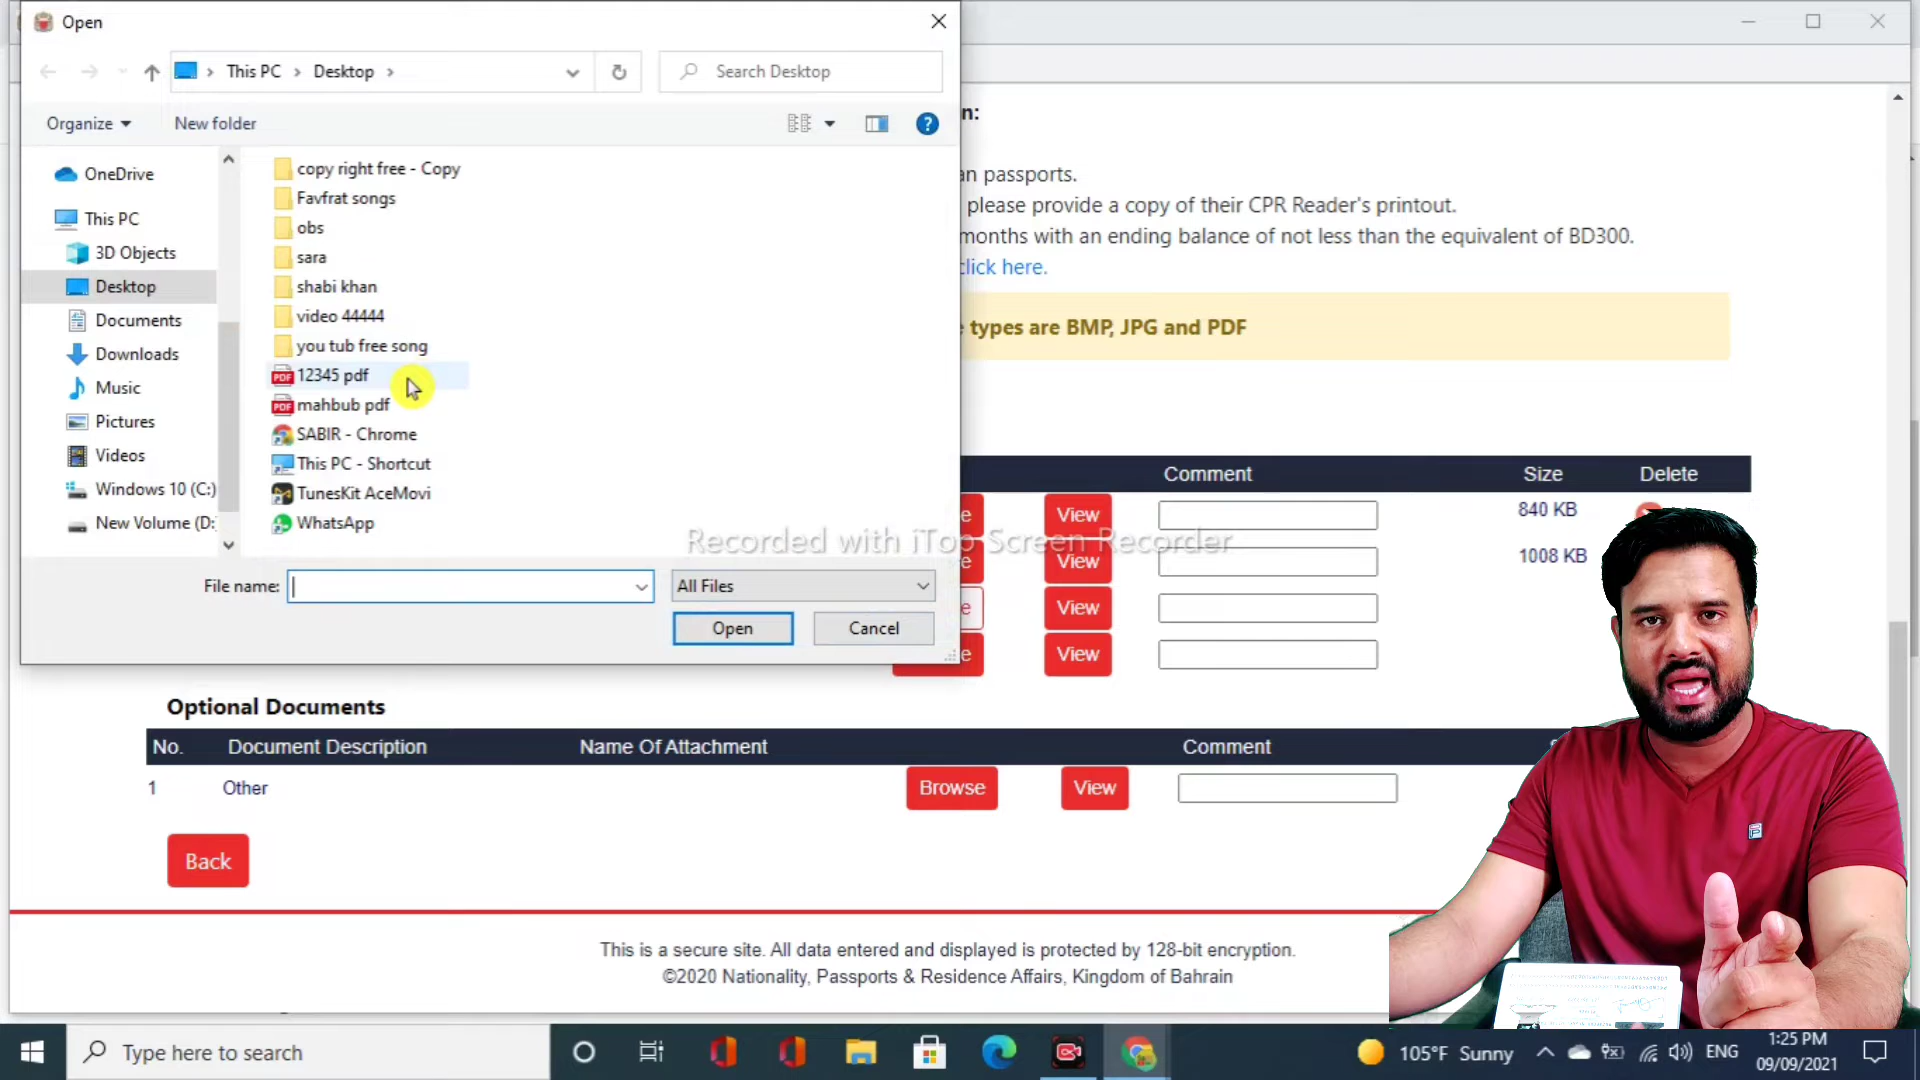 Open
This PC
Desktop
Search Desktop
Organize
New folder
OneDrive
This PC
3D Objects
Desktop
Documents
Downloads
Music
Pictures
Videos
Windows 10 (C:)
New Volume (D:
copy right free - Copy
Favfrat songs
obs
sara
shabi khan
video 44444
you tub free song
PDF 12345 pdf
PDF mahbub pdf
SABIR - Chrome
This PC - Shortcut
TunesKit AceMovi
WhatsApp
File name:
All Files
Open
Cancel
n:
an passports.
please provide a copy of their CPR Reader's printout.
months with an ending balance of not less than the equivalent of BD300.
click here.
e types are BMP, JPG and PDF
Comment Size Delete
e View 840 KB
Recorded with iTop Screen Recorder
e View 1008 KB
e View
e View
Optional Documents
No. Document Description Name Of Attachment Comment
1 Other Browse View
Back
This is a secure site. All data entered and displayed is protected by 128-bit encryption.
©2020 Nationality, Passports & Residence Affairs, Kingdom of Bahrain
Type here to search
105°F Sunny
ENG
1:25 PM
09/09/2021